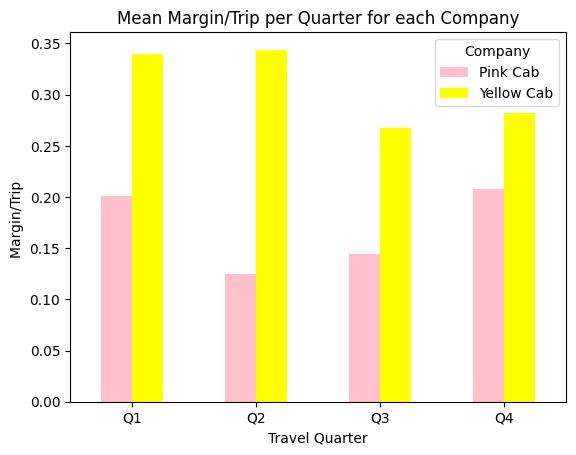 Mean Margin/Trip per Quarter for each Company
Company
Pink Cab
Yellow Cab
Margin/Trip
0.35
0.30
0.25
0.20
0.15
0.10
0.05
0.00
Q1 Q2 Q3 Q4
Travel Quarter